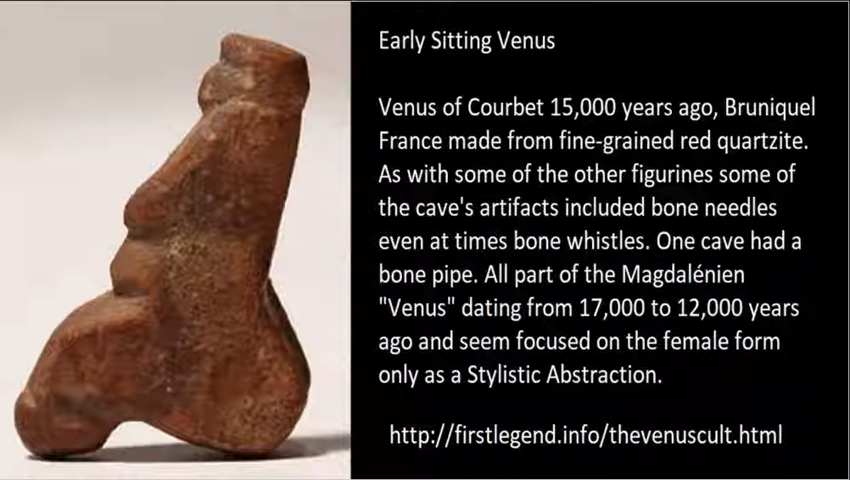 Early Sitting Venus
Venus of Courbet 15,000 years ago, Bruniquel
France made from fine-grained red quartzite.
As with some of the other figurines some of
the cave's artifacts included bone needles
even at times bone whistles. One cave had a
bone pipe. All part of the Magdalénien
"Venus" dating from 17,000 to 12,000 years
ago and seem focused on the female form
only as a Stylistic Abstraction.
http://firstlegend.info/thevenuscult.html